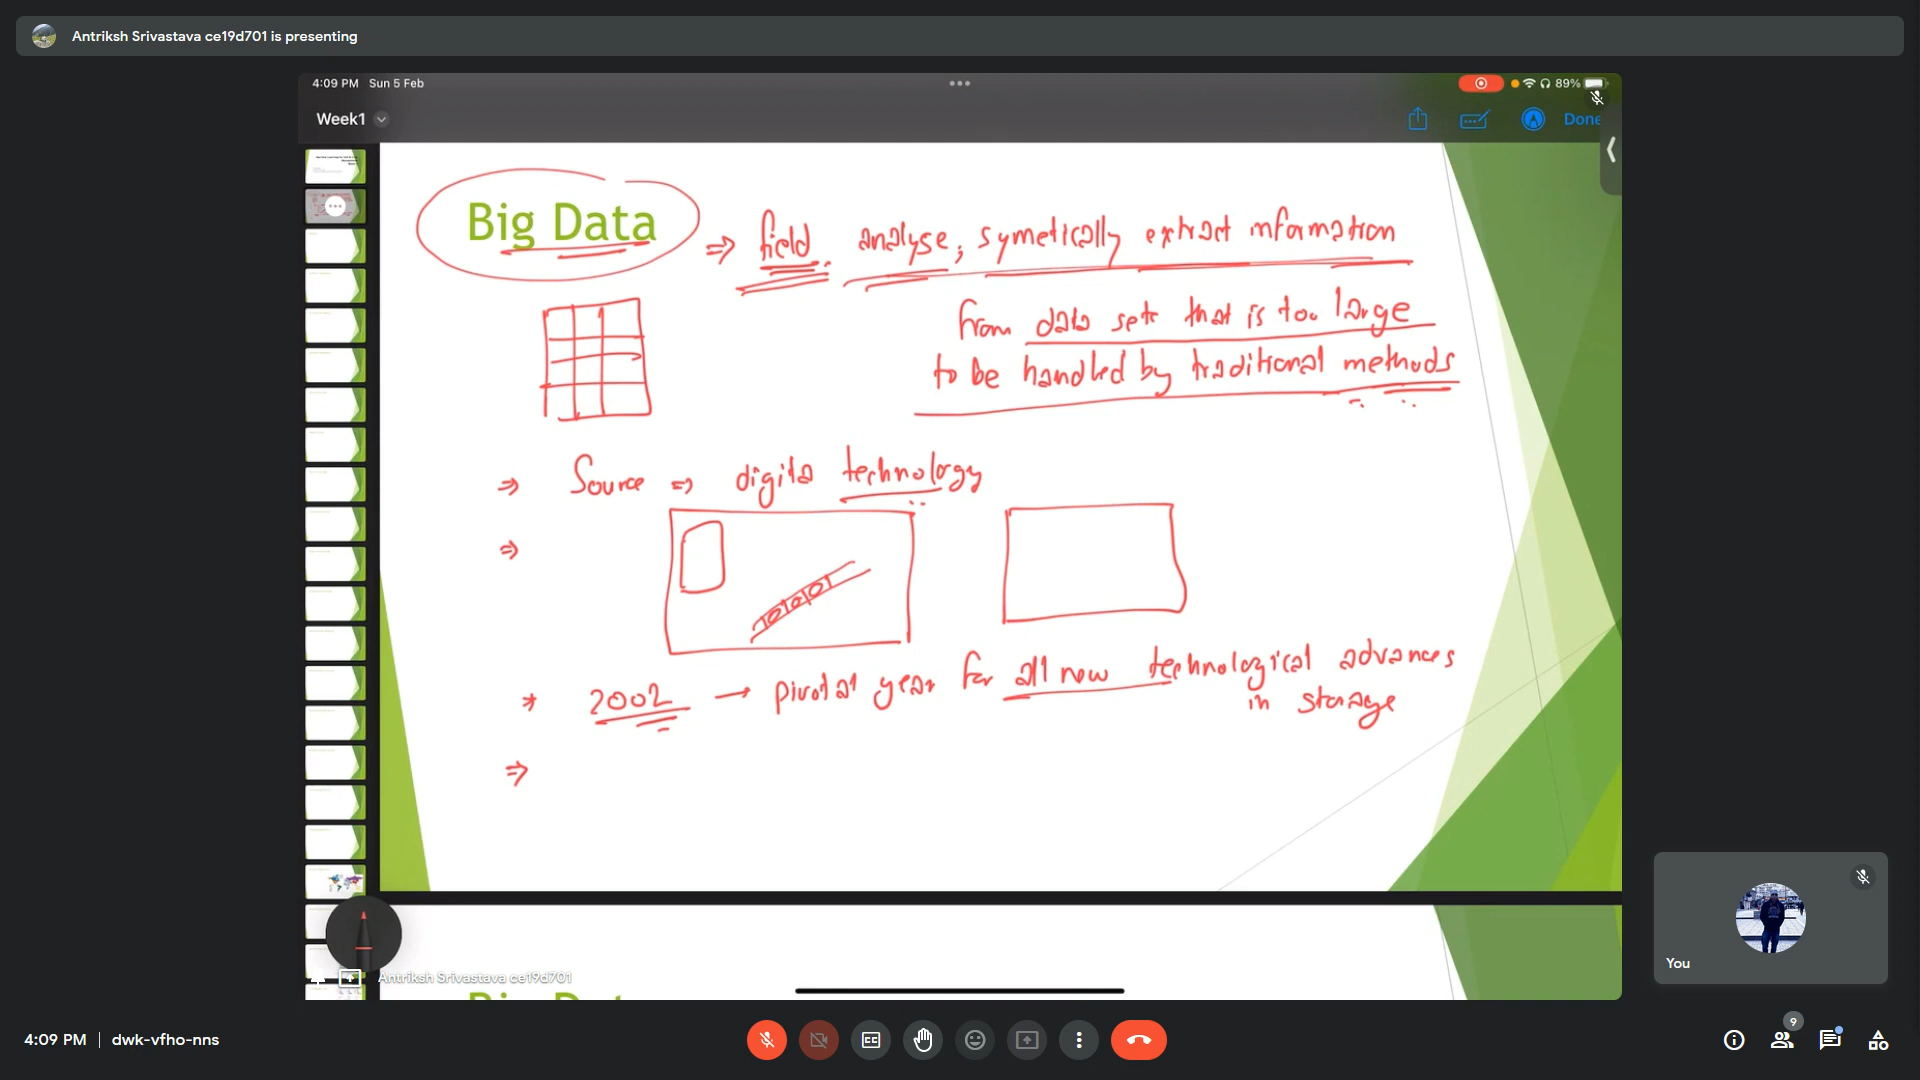 Antriksh Srivastava ce19d701 is presenting
4:09 PM Sun 5 Feb
89%
Week1
Done
Big Data ⇒ field. analyse, symetically extract information
from data sets that is too large
to be handled by traditional methods
⇒ Source ⇒ digital technology
⇒
101010101
* 2002 → pivotal year for all new technological advances
in storage
⇒
Antriksh Srivastava ce19d701
Big Data
You
4:09 PM | dwk-vfho-nns
9